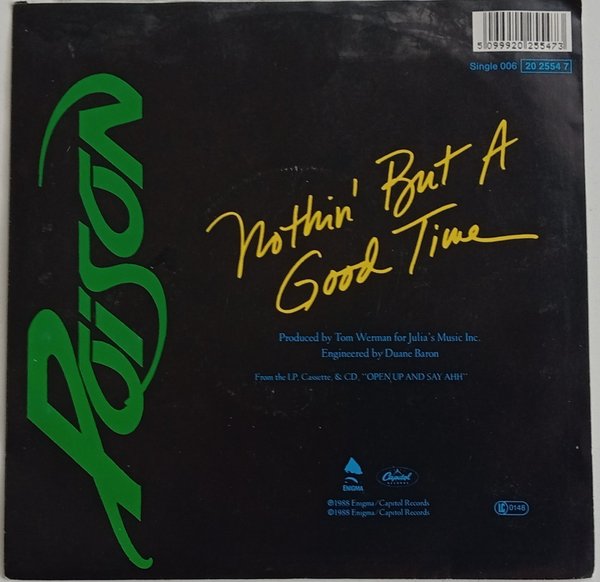 5 099920 255473
Single 006 20 2554 7
Poison
Nothin' But A
Good Time
Produced by Tom Werman for Julia's Music Inc.
Engineered by Duane Baron
From the LP, Cassette, & CD, "OPEN UP AND SAY AHH"
ENIGMA
Capitol
RECORDS
℗1988 Enigma/Capitol Records
©1988 Enigma/Capitol Records
LC 0148